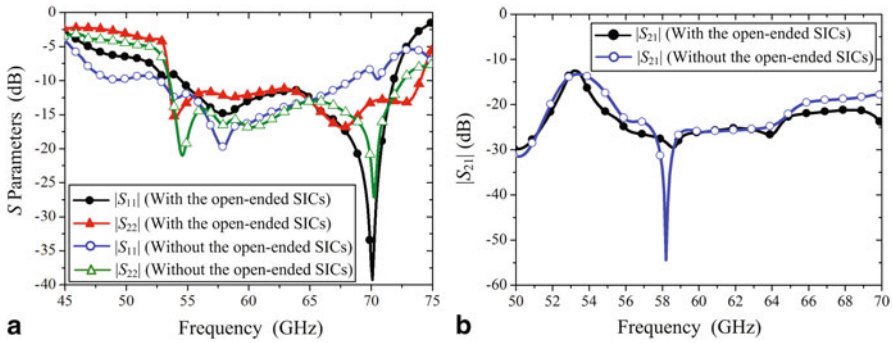 0
-5
-10
-15
-20
-25
-30
-35
-40
S Parameters (dB)
|S11| (With the open-ended SICs)
|S22| (With the open-ended SICs)
|S11| (Without the open-ended SICs)
|S22| (Without the open-ended SICs)
45 50 55 60 65 70 75
Frequency (GHz)
a
0
-10
-20
-30
-40
-50
-60
|S21| (dB)
|S21| (With the open-ended SICs)
|S21| (Without the open-ended SICs)
50 52 54 56 58 60 62 64 66 68 70
Frequency (GHz)
b